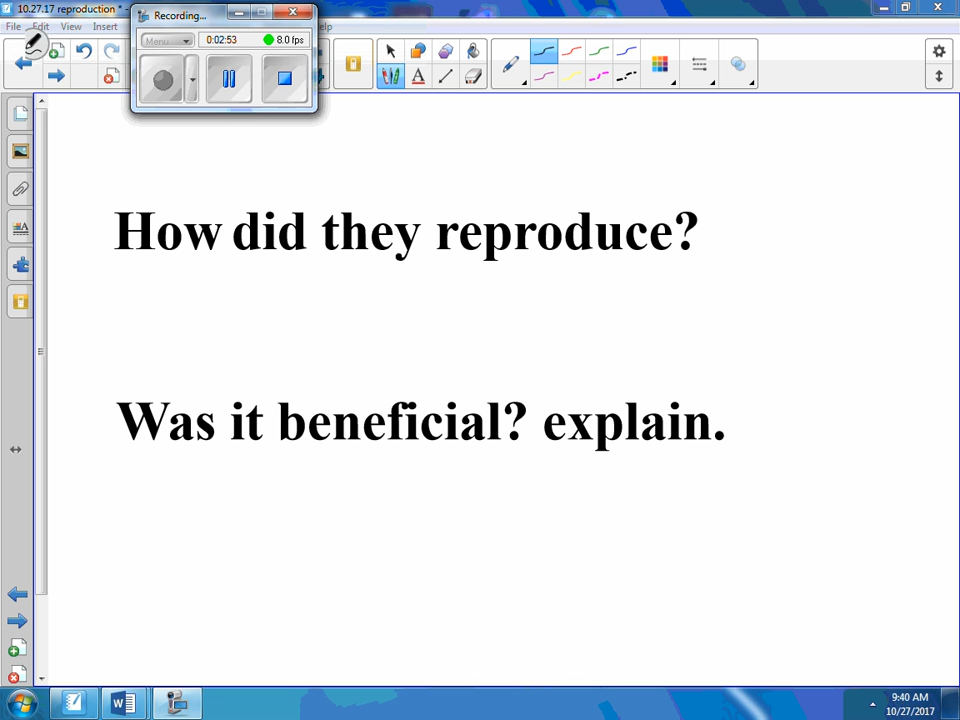 10.27.17 reproduction * -
Recording...
File Edit View Insert
Menu 0:02:53 8.0 fps
How did they reproduce?
Was it beneficial? explain.
9:40 AM
10/27/2017